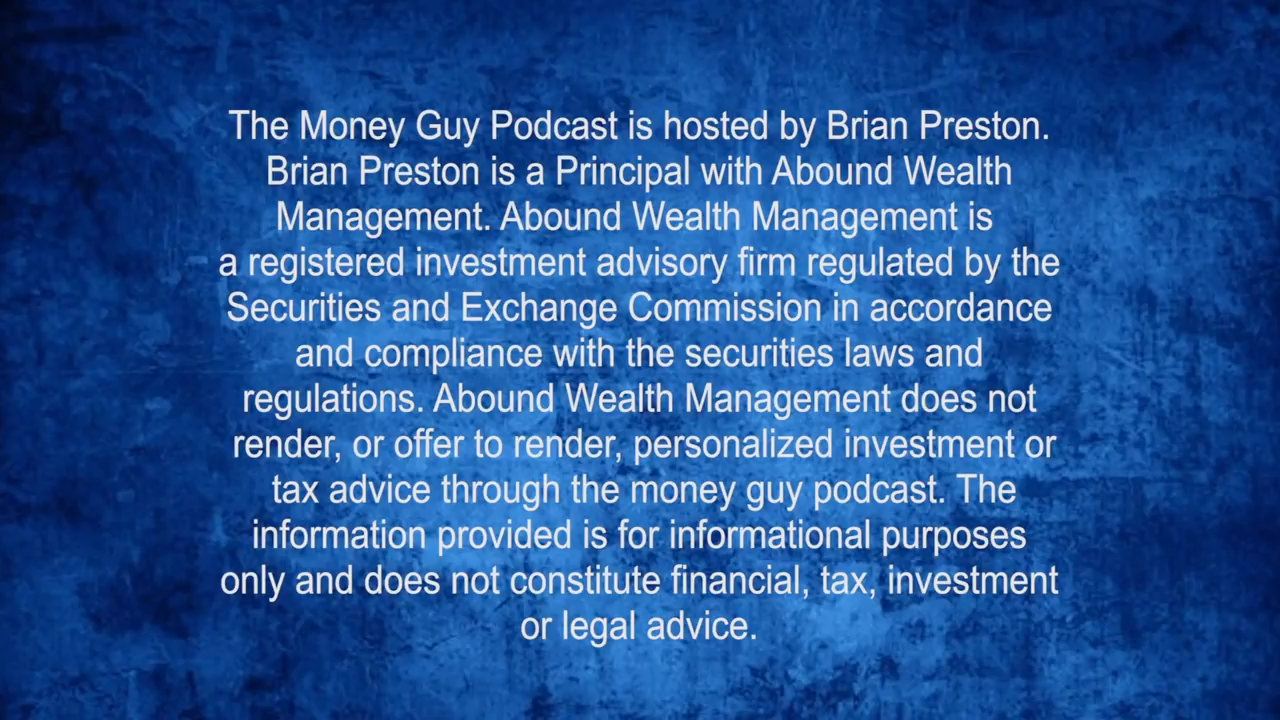 The Money Guy Podcast is hosted by Brian Preston.
Brian Preston is a Principal with Abound Wealth
Management. Abound Wealth Management is
a registered investment advisory firm regulated by the
Securities and Exchange Commission in accordance
and compliance with the securities laws and
regulations. Abound Wealth Management does not
render, or offer to render, personalized investment or
tax advice through the money guy podcast. The
information provided is for informational purposes
only and does not constitute financial, tax, investment
or legal advice.